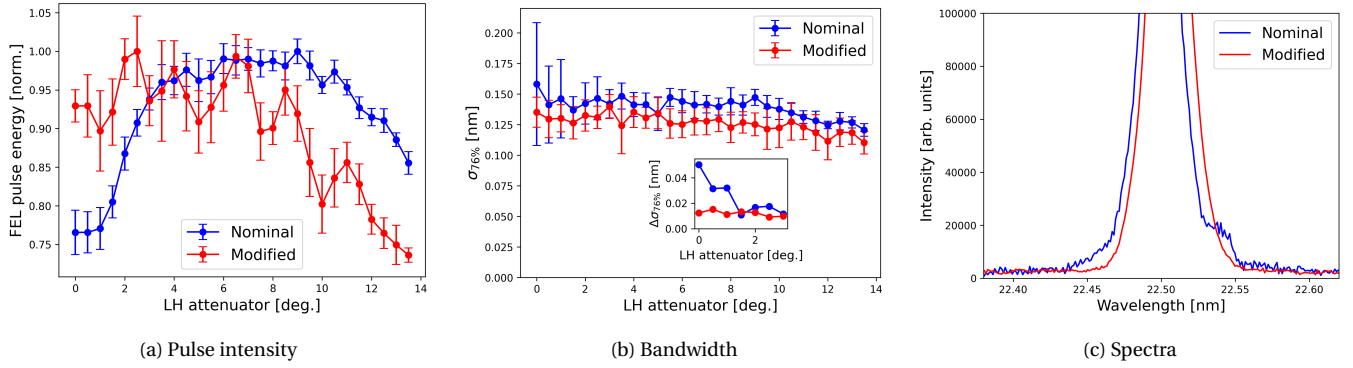 FEL pulse energy [norm.]
1.05
1.00
0.95
0.90
0.85
0.80
0.75
Nominal
Modified
0 2 4 6 8 10 12 14
LH attenuator [deg.]
(a) Pulse intensity
σ76% [nm]
0.200
0.175
0.150
0.125
0.100
0.075
0.050
0.025
0.000
Nominal
Modified
Δσ76% [nm]
0.04
0.02
0.00
0 2
LH attenuator [deg.]
0 2 4 6 8 10 12 14
LH attenuator [deg.]
(b) Bandwidth
Intensity [arb. units]
100000
80000
60000
40000
20000
0
Nominal
Modified
22.40 22.45 22.50 22.55 22.60
Wavelength [nm]
(c) Spectra